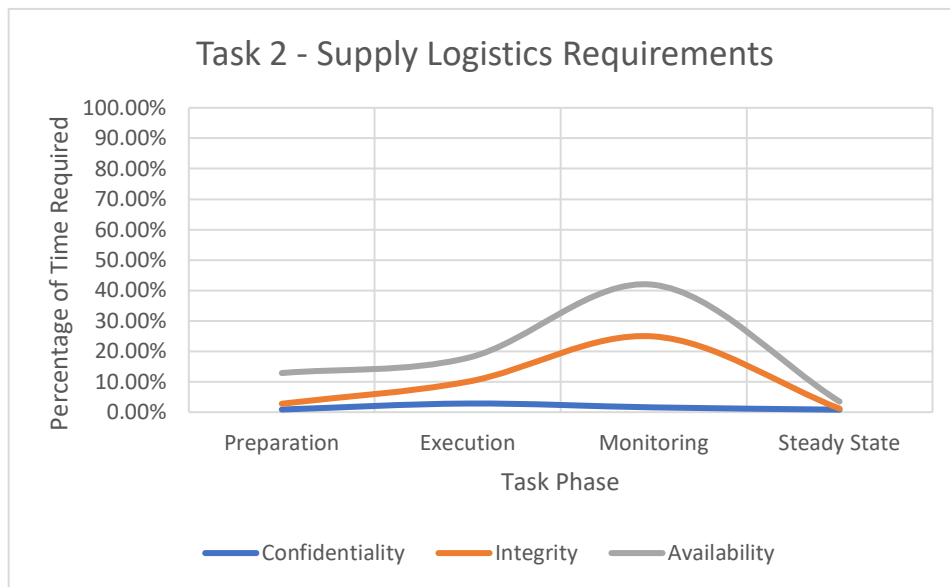 Task 2 - Supply Logistics Requirements
Percentage of Time Required
100.00%
90.00%
80.00%
70.00%
60.00%
50.00%
40.00%
30.00%
20.00%
10.00%
0.00%
Preparation Execution Monitoring Steady State
Task Phase
Confidentiality Integrity Availability